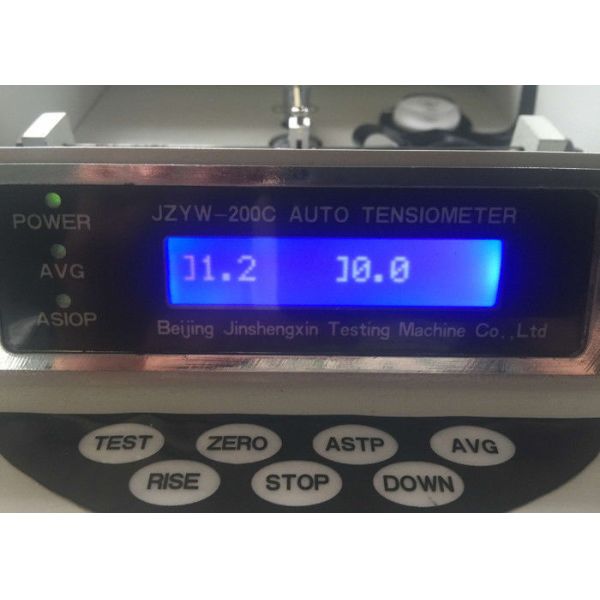 POWER
AVG
ASIOP
JZYW-200C AUTO TENSIOMETER
]1.2 ]0.0
Beijing Jinshengxin Testing Machine Co.,Ltd
TEST ZERO ASTP AVG
RISE STOP DOWN